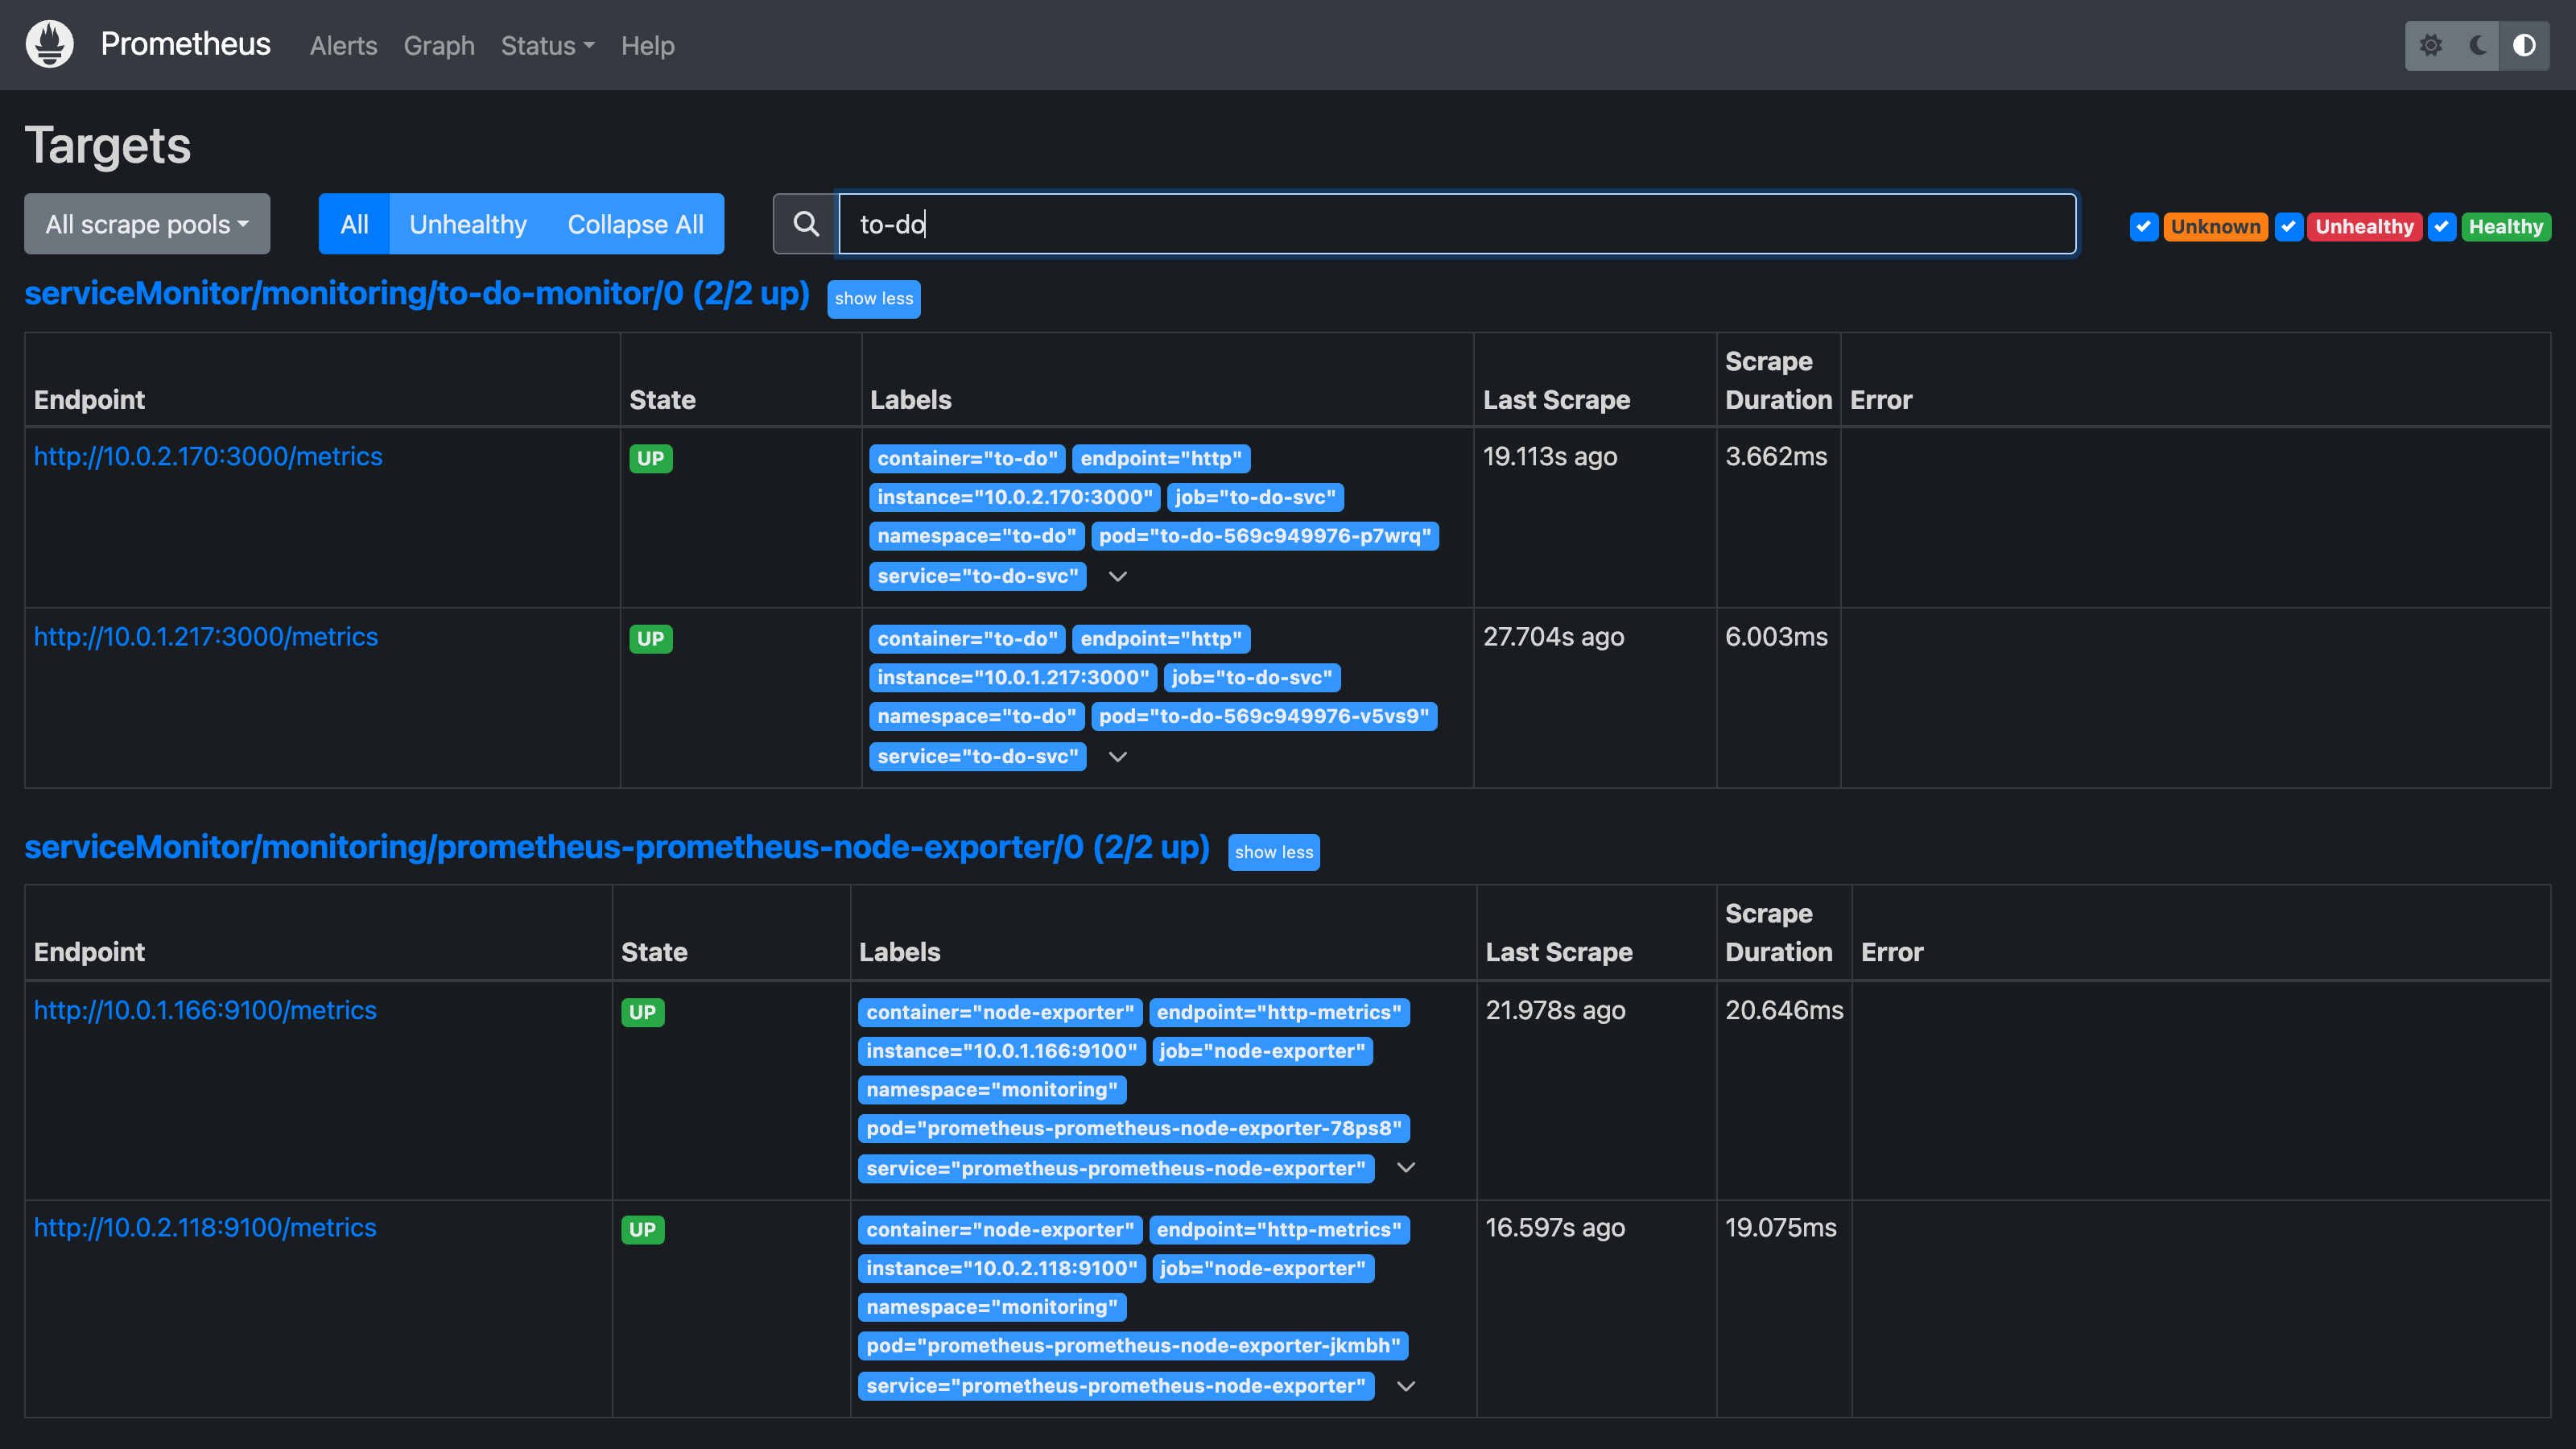 Prometheus Alerts Graph Status Help
Targets
All scrape pools All Unhealthy Collapse All to-do Unknown Unhealthy Healthy
serviceMonitor/monitoring/to-do-monitor/0 (2/2 up) show less
Endpoint State Labels Last Scrape Scrape Duration Error
http://10.0.2.170:3000/metrics UP container="to-do" endpoint="http" 19.113s ago 3.662ms
instance="10.0.2.170:3000" job="to-do-svc"
namespace="to-do" pod="to-do-569c949976-p7wrq"
service="to-do-svc"
http://10.0.1.217:3000/metrics UP container="to-do" endpoint="http" 27.704s ago 6.003ms
instance="10.0.1.217:3000" job="to-do-svc"
namespace="to-do" pod="to-do-569c949976-v5vs9"
service="to-do-svc"
serviceMonitor/monitoring/prometheus-prometheus-node-exporter/0 (2/2 up) show less
Endpoint State Labels Last Scrape Scrape Duration Error
http://10.0.1.166:9100/metrics UP container="node-exporter" endpoint="http-metrics" 21.978s ago 20.646ms
instance="10.0.1.166:9100" job="node-exporter"
namespace="monitoring"
pod="prometheus-prometheus-node-exporter-78ps8"
service="prometheus-prometheus-node-exporter"
http://10.0.2.118:9100/metrics UP container="node-exporter" endpoint="http-metrics" 16.597s ago 19.075ms
instance="10.0.2.118:9100" job="node-exporter"
namespace="monitoring"
pod="prometheus-prometheus-node-exporter-jkmbh"
service="prometheus-prometheus-node-exporter"